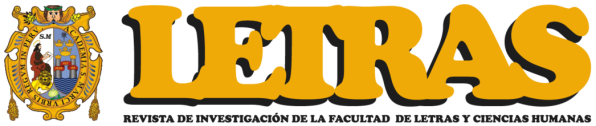 S.M
LETRAS
REVISTA DE INVESTIGACIÓN DE LA FACULTAD DE LETRAS Y CIENCIAS HUMANAS